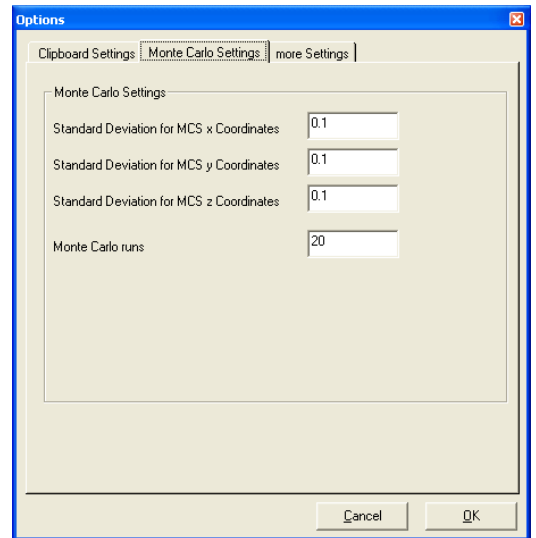 Options
Clipboard Settings Monte Carlo Settings more Settings
Monte Carlo Settings
Standard Deviation for MCS x Coordinates 0.1
Standard Deviation for MCS y Coordinates 0.1
Standard Deviation for MCS z Coordinates 0.1
Monte Carlo runs 20
Cancel OK